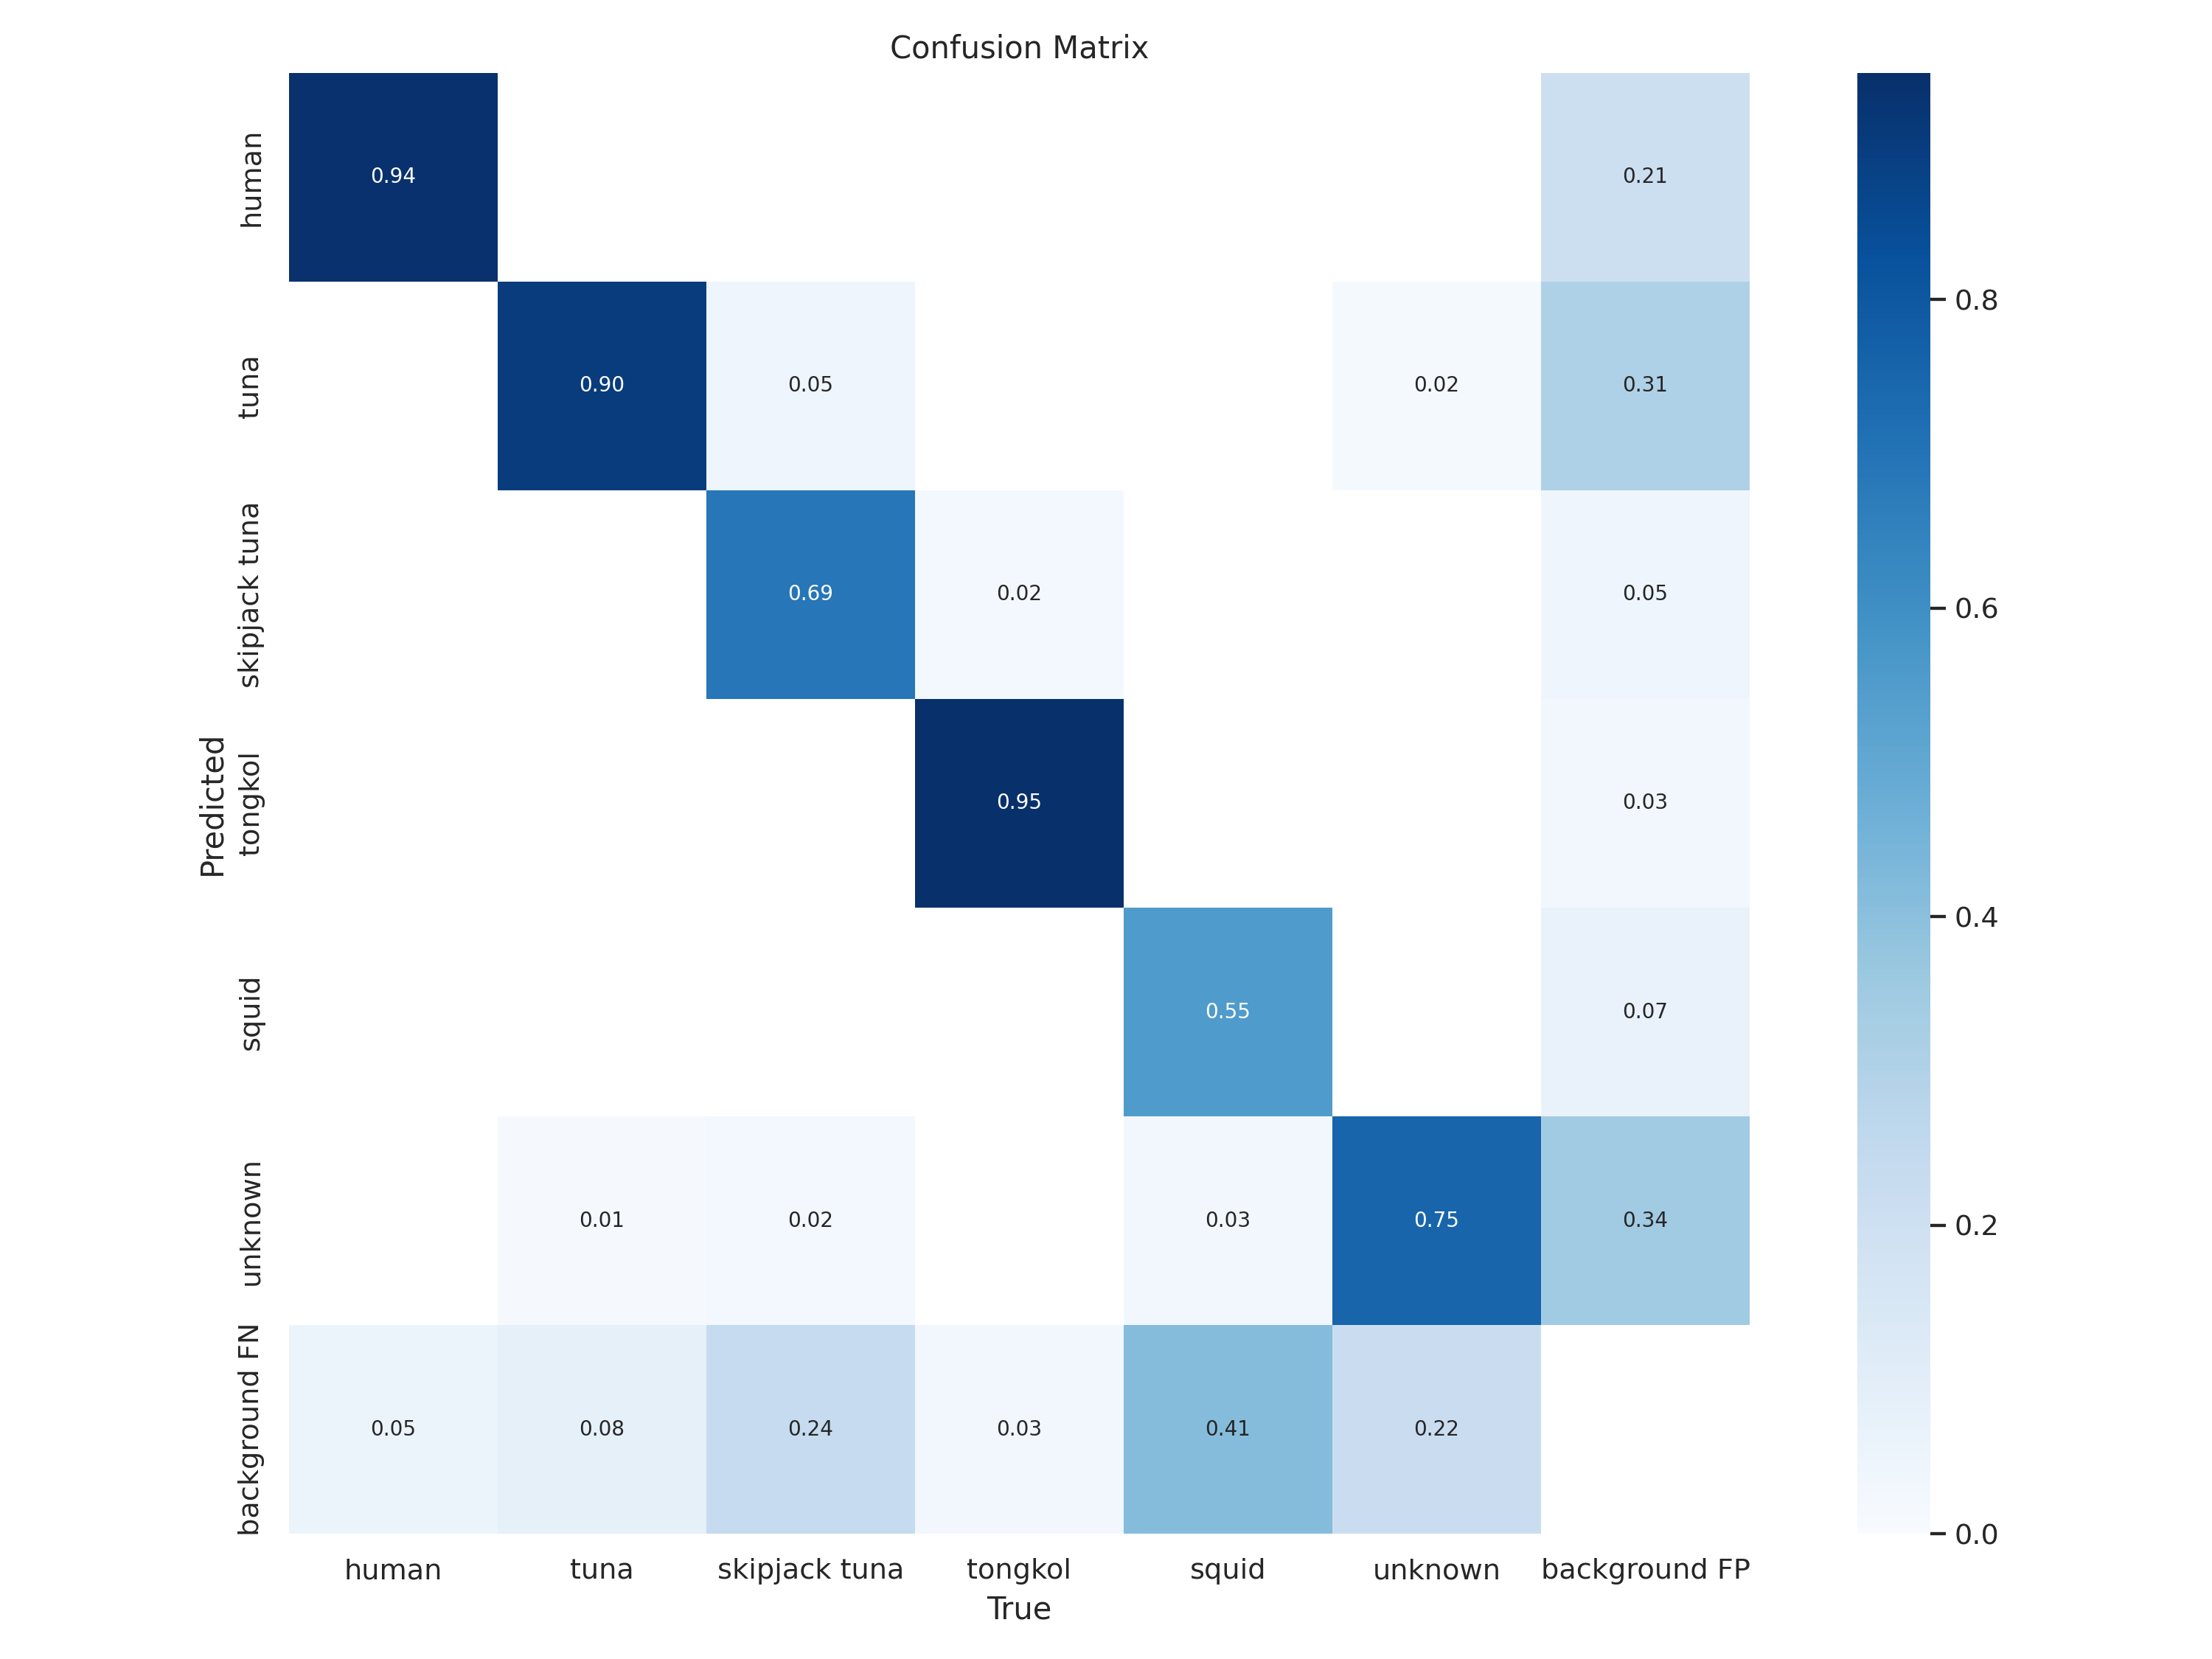 Confusion Matrix
human
0.94
0.21
0.8
tuna
0.90
0.05
0.02
0.31
skipjack tuna
0.69
0.02
0.05
0.6
Predicted
tongkol
0.95
0.03
0.4
squid
0.55
0.07
unknown
0.01
0.02
0.03
0.75
0.34
0.2
background FN
0.05
0.08
0.24
0.03
0.41
0.22
0.0
human
tuna
skipjack tuna
tongkol
squid
unknown
background FP
True